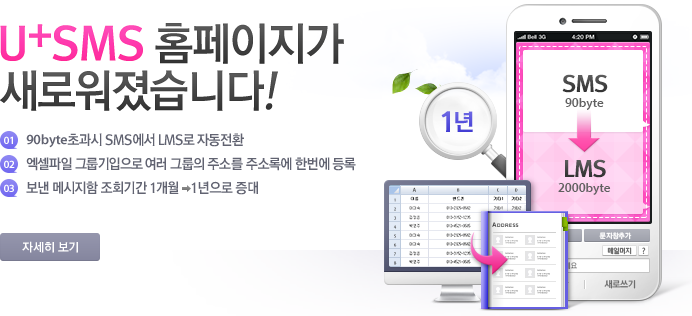 U+SMS 홈페이지가
새로워졌습니다!
01 90byte초과시 SMS에서 LMS로 자동전환
02 엑셀파일 그룹기입으로 여러 그룹의 주소를 주소록에 한번에 등록
03 보낸 메시지함 조회기간 1개월 ⇒1년으로 증대
자세히 보기
1년
Bell 3G 4:20 PM
SMS
90byte
LMS
2000byte
문자창추가
메일머지 ?
새로쓰기
A B C D
ADDRESS